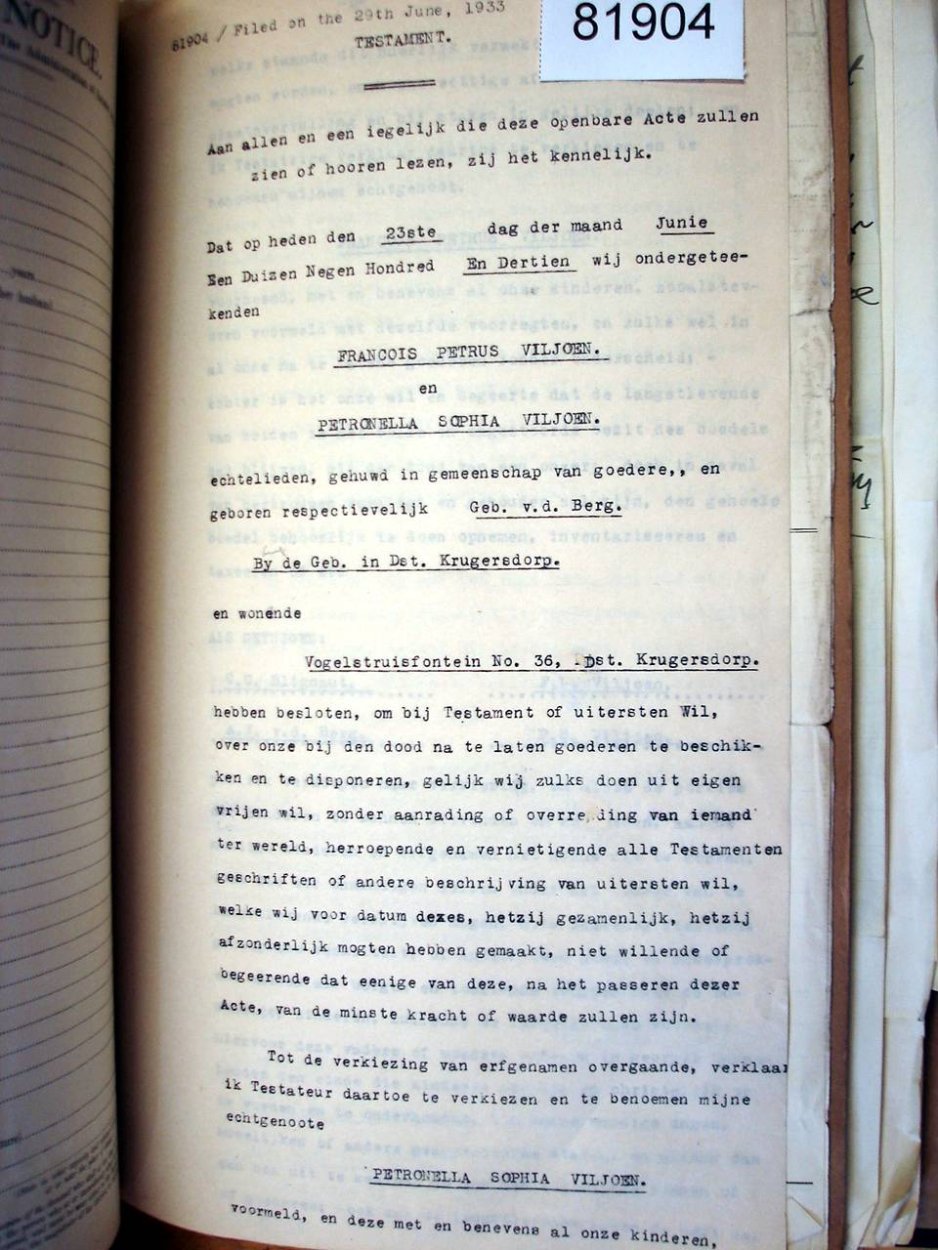 NOTICE.
81904 / Filed on the 29th June, 1933
81904
TESTAMENT.
Aan allen en een iegelijk die deze openbare Acte zullen
zien of hooren lezen, zij het kennelijk.
Dat op heden den 23ste dag der maand Junie
Een Duizen Negen Hondred En Dertien wij ondergetee-
kenden
FRANCOIS PETRUS VILJOEN.
en
PETRONELLA SOPHIA VILJOEN.
echtelieden, gehuwd in gemeenschap van goedere,, en
geboren respectievelijk Geb. v.d. Berg.
By de Geb. in Dst. Krugersdorp.
en wonende
Vogelstruisfontein No. 36, Dst. Krugersdorp.
hebben besloten, om bij Testament of uitersten Wil,
over onze bij den dood na te laten goederen te beschik-
ken en te disponeren, gelijk wij zulks doen uit eigen
vrijen wil, zonder aanrading of overre,ding van iemand
ter wereld, herroepende en vernietigende alle Testamenten
geschriften of andere beschrijving van uitersten wil,
welke wij voor datum dexes, hetzij gezamenlijk, hetzij
afzonderlijk mogten hebben gemaakt, niet willende of
begeerende dat eenige van deze, na het passeren dezer
Acte, van de minste kracht of waarde zullen zijn.
Tot de verkiezing van erfgenamen overgaande, verklaar
ik Testateur daartoe te verkiezen en te benoemen mijne
echtgenoote
PETRONELLA SOPHIA VILJOEN.
voormeld, en deze met en benevens al onze kinderen,